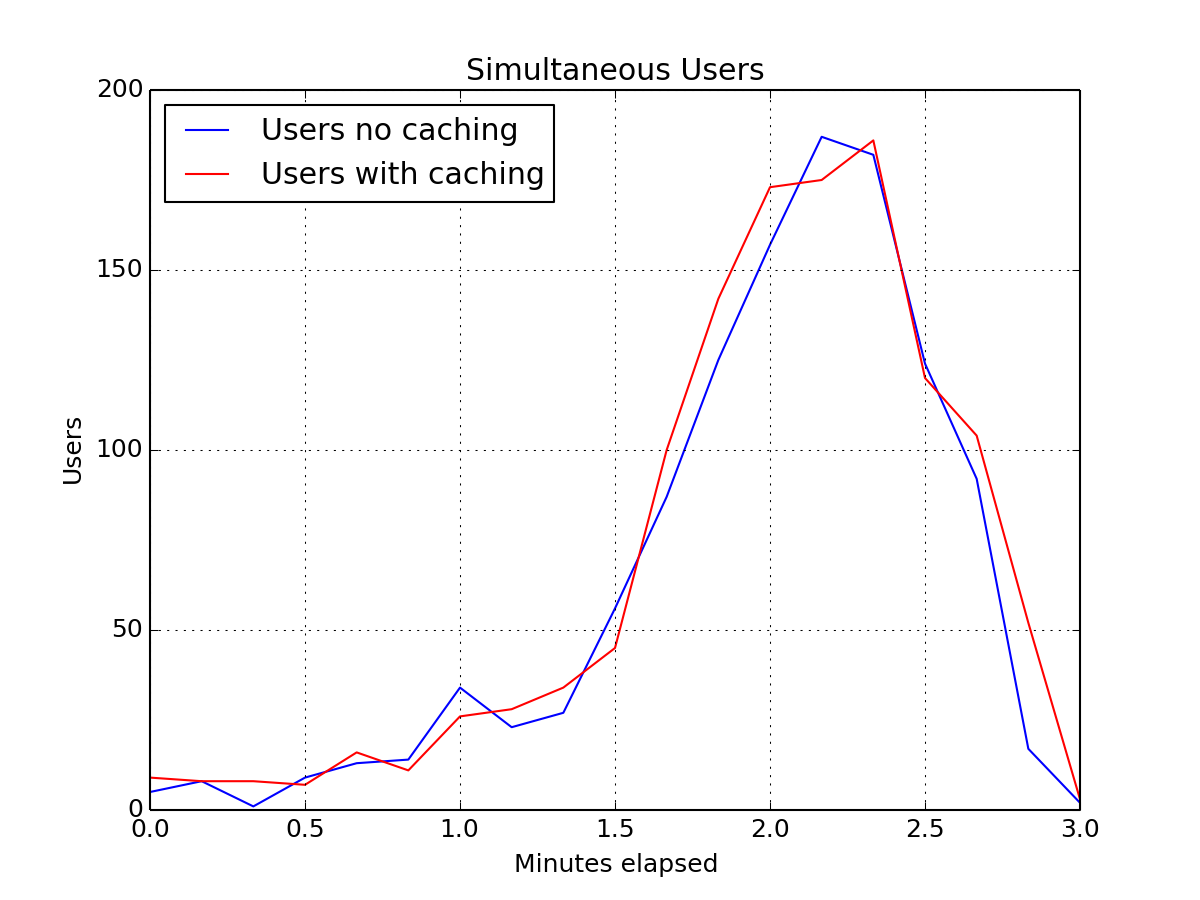 Simultaneous Users
200
Users no caching
Users with caching
150
100
50
0
Users
0.0 0.5 1.0 1.5 2.0 2.5 3.0
Minutes elapsed